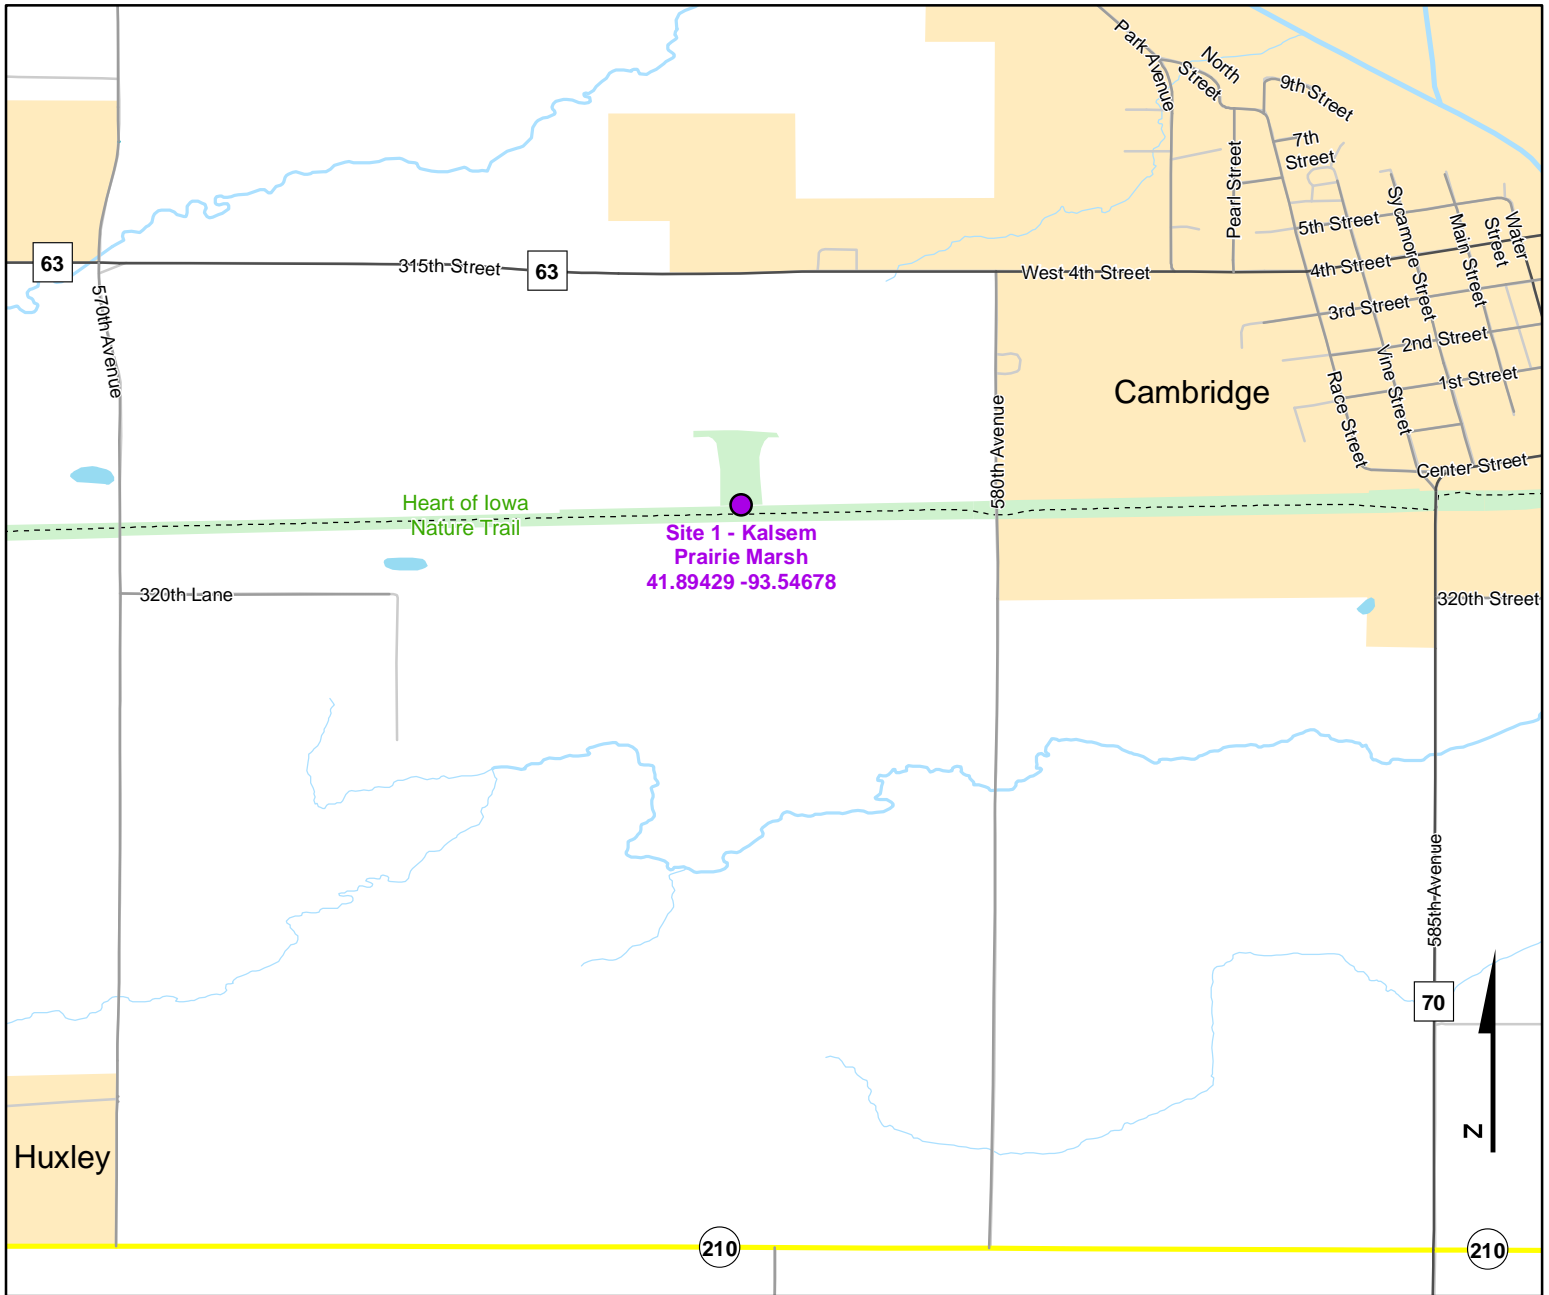 Park Avenue
North
Street
9th Street
7th
Street
Pearl Street
Sycamore Street
Main Street
Water
Street
5th Street
63
315th Street
63
West 4th Street
4th Street
3rd Street
570th Avenue
2nd Street
Vine Street
1st Street
Race Street
Cambridge
580th Avenue
Center Street
Heart of Iowa
Nature Trail
Site 1 - Kalsem
Prairie Marsh
41.89429 -93.54678
320th Lane
320th Street
585th Avenue
70
N
Huxley
210
210